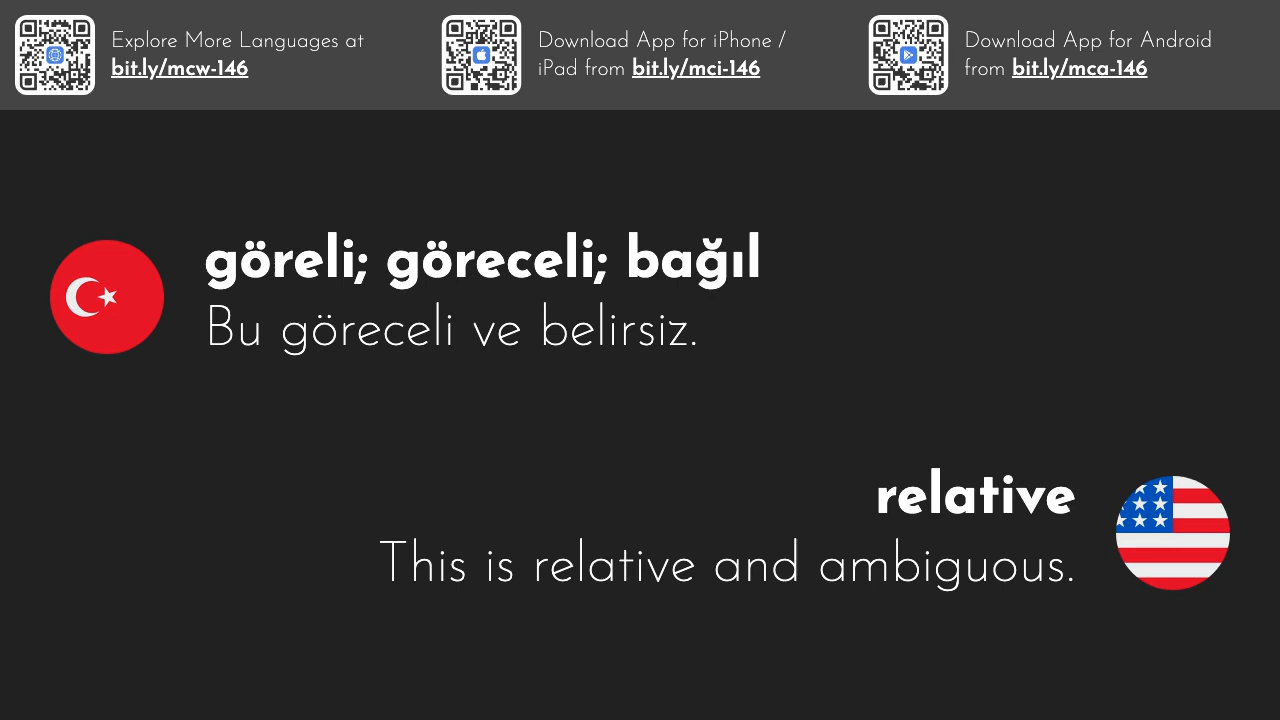 Explore More Languages at
bit.ly/mcw-146
Download App for iPhone /
iPad from bit.ly/mci-146
Download App for Android
from bit.ly/mca-146
göreli; göreceli; bağıl
Bu göreceli ve belirsiz.
relative
This is relative and ambiguous.